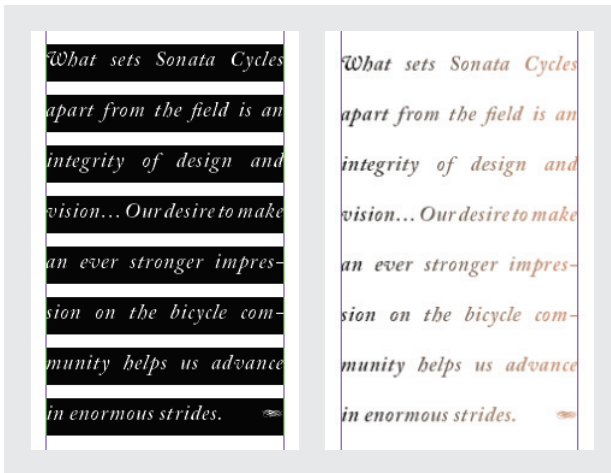 What sets Sonata Cycles
apart from the field is an
integrity of design and
vision... Our desire to make
an ever stronger impres-
sion on the bicycle com-
munity helps us advance
in enormous strides.
What sets Sonata Cycles
apart from the field is an
integrity of design and
vision... Our desire to make
an ever stronger impres-
sion on the bicycle com-
munity helps us advance
in enormous strides.